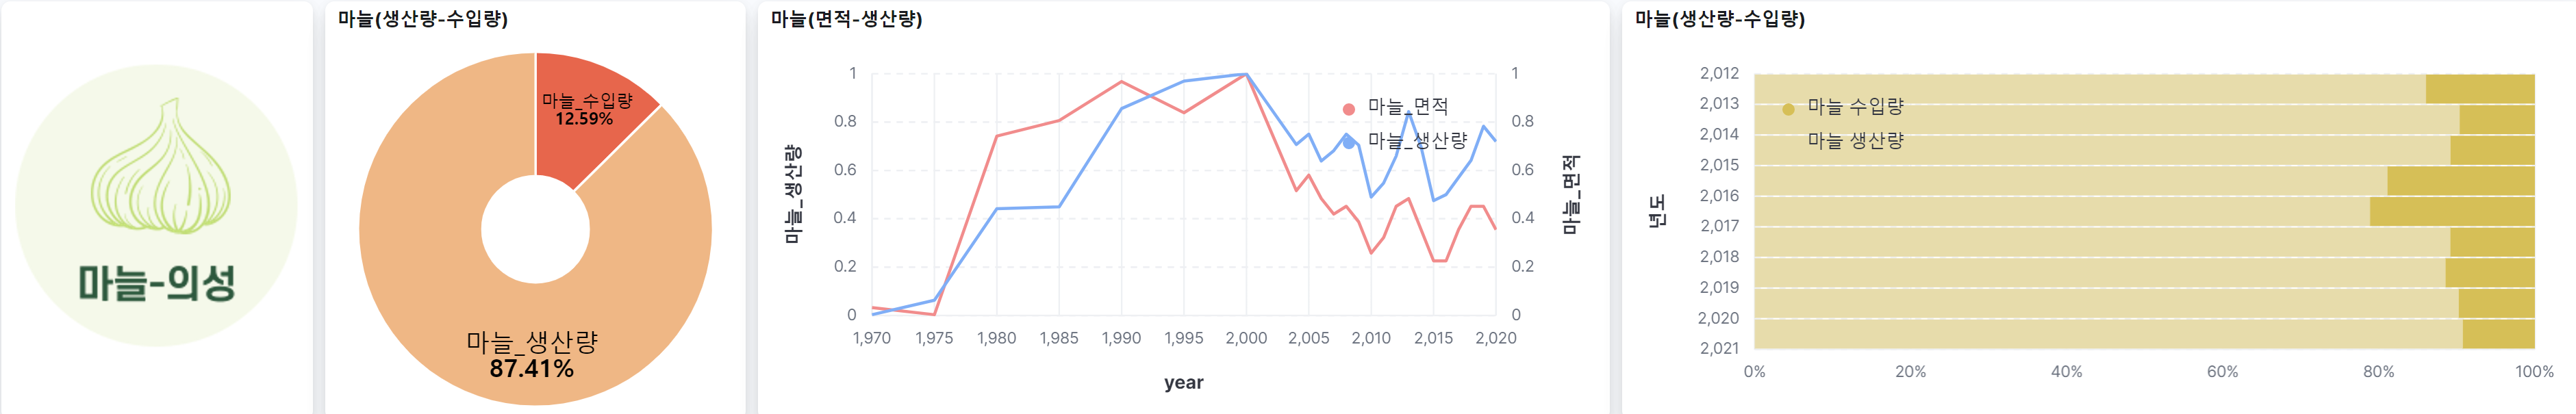 마늘-의성
마늘(생산량-수입량)
마늘_수입량
12.59%
마늘_생산량
87.41%
마늘(면적-생산량)
마늘_면적
마늘_생산량
마늘_생산량
1
0.8
0.6
0.4
0.2
0
1
0.8
0.6
0.4
0.2
0
마늘_면적
1,970 1,975 1,980 1,985 1,990 1,995 2,000 2,005 2,010 2,015 2,020
year
마늘(생산량-수입량)
마늘 수입량
마늘 생산량
년도
2,012
2,013
2,014
2,015
2,016
2,017
2,018
2,019
2,020
2,021
0% 20% 40% 60% 80% 100%